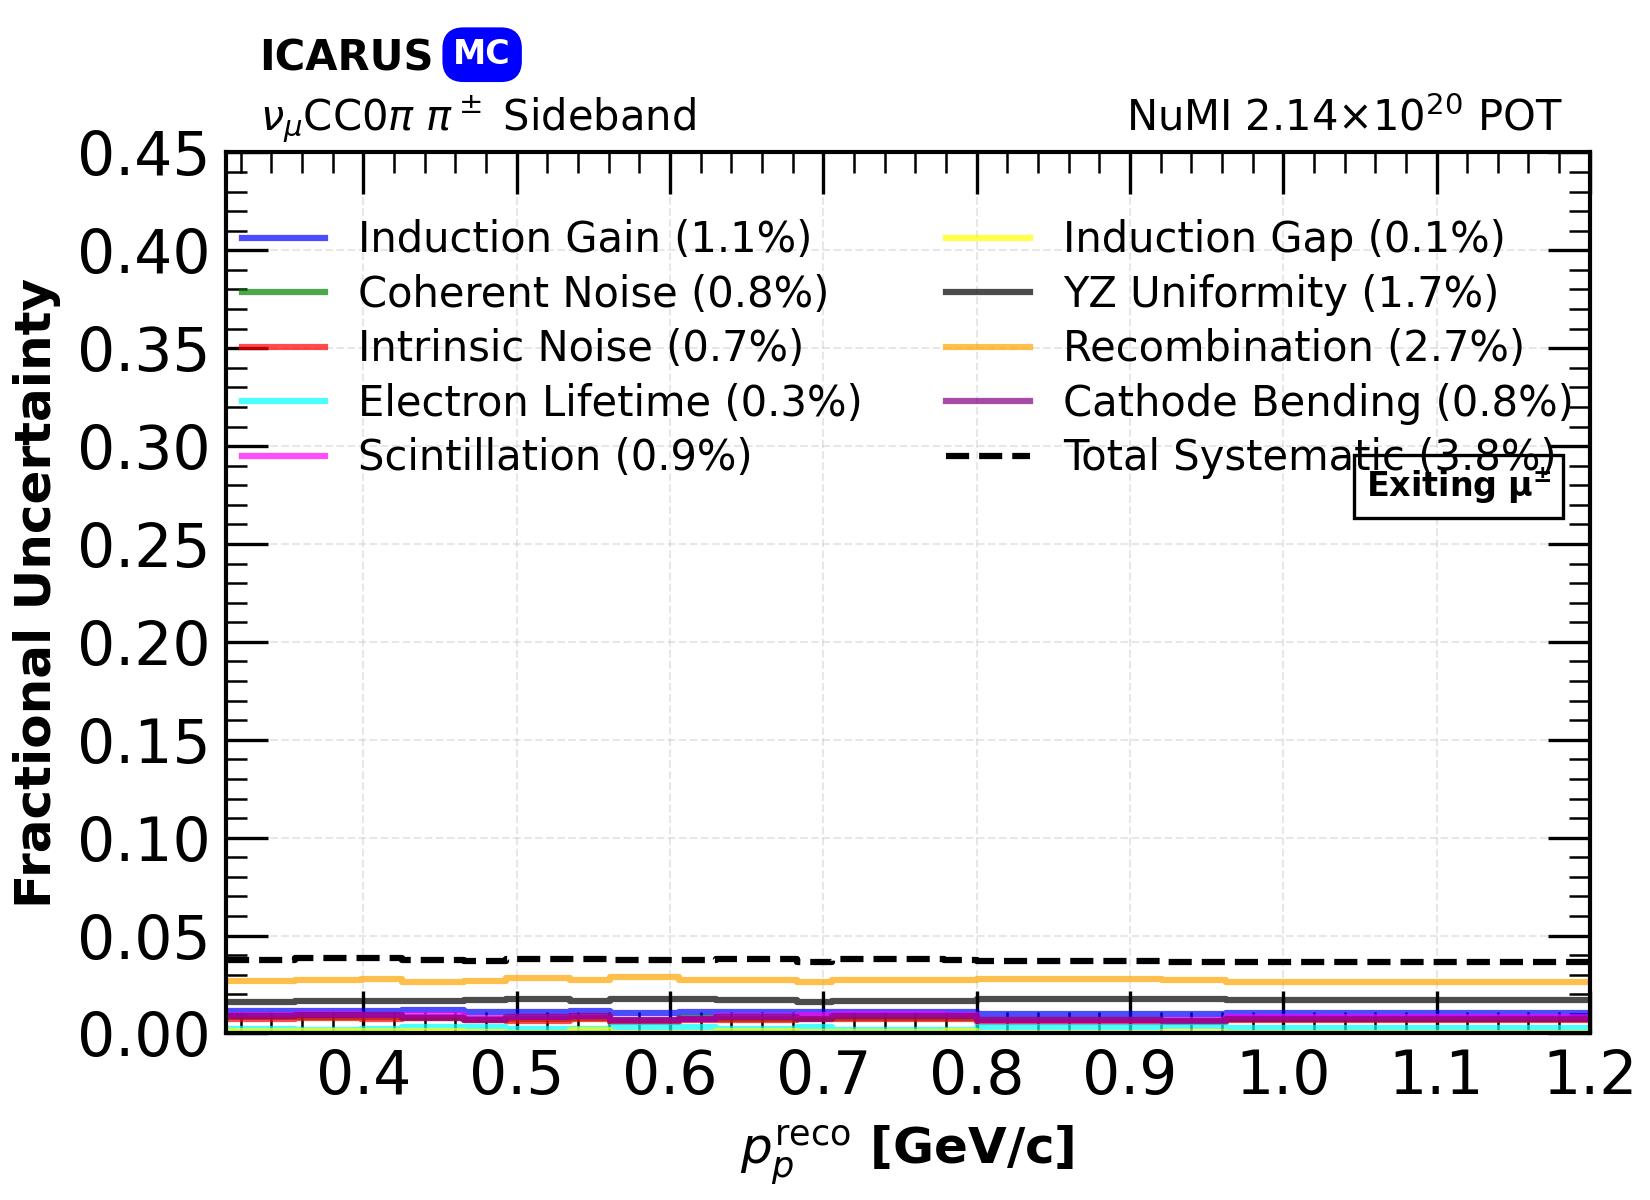 ICARUS MC
νμCC0π π± Sideband
NuMI 2.14×10²⁰ POT
Fractional Uncertainty
0.45
0.40
0.35
0.30
0.25
0.20
0.15
0.10
0.05
0.00
Induction Gain (1.1%)
Coherent Noise (0.8%)
Intrinsic Noise (0.7%)
Electron Lifetime (0.3%)
Scintillation (0.9%)
Induction Gap (0.1%)
YZ Uniformity (1.7%)
Recombination (2.7%)
Cathode Bending (0.8%)
Total Systematic (3.8%)
Exiting μ±
0.4 0.5 0.6 0.7 0.8 0.9 1.0 1.1 1.2
p_p^reco [GeV/c]